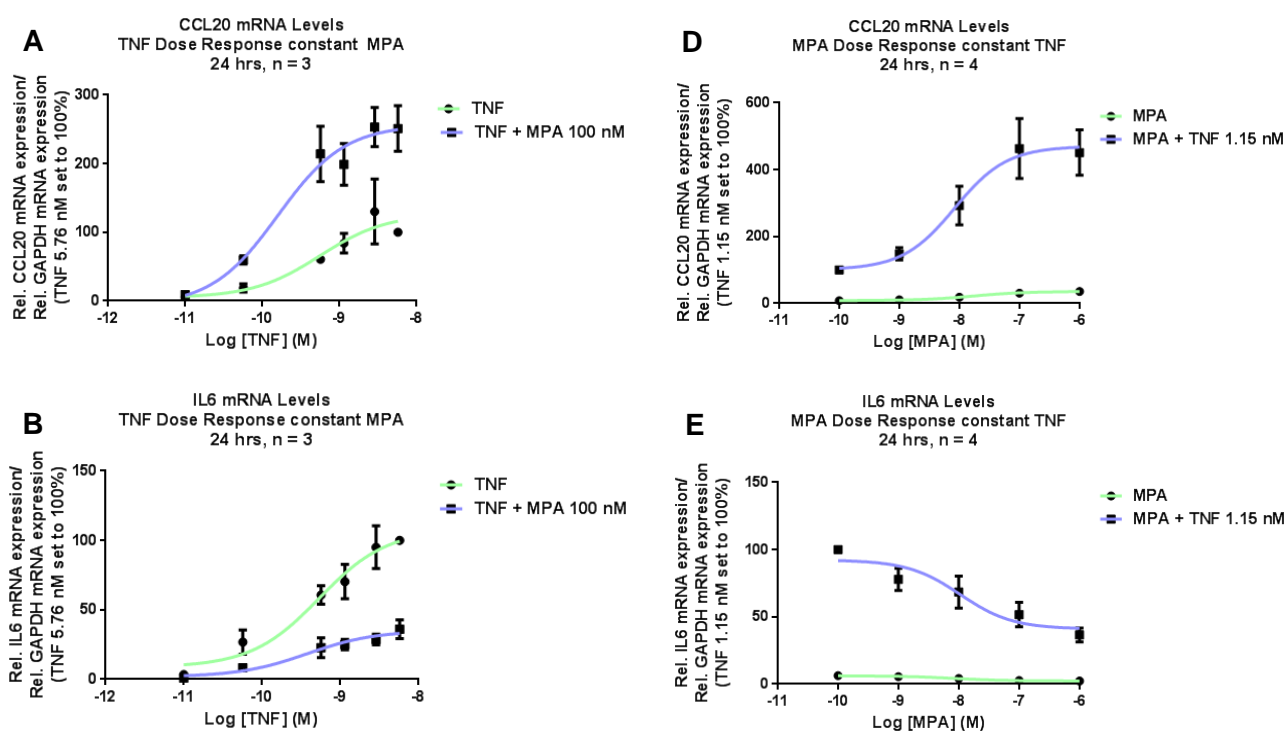 A
CCL20 mRNA Levels
TNF Dose Response constant MPA
24 hrs, n = 3
Rel. CCL20 mRNA expression/
Rel. GAPDH mRNA expression
(TNF 5.76 nM set to 100%)
300
200
100
0
-12
-11
-10
-9
-8
Log [TNF] (M)
TNF
TNF + MPA 100 nM
D
CCL20 mRNA Levels
MPA Dose Response constant TNF
24 hrs, n = 4
Rel. CCL20 mRNA expression/
Rel. GAPDH mRNA expression
(TNF 1.15 nM set to 100%)
600
400
200
0
-11
-10
-9
-8
-7
-6
Log [MPA] (M)
MPA
MPA + TNF 1.15 nM
B
IL6 mRNA Levels
TNF Dose Response constant MPA
24 hrs, n = 3
Rel. IL6 mRNA expression/
Rel. GAPDH mRNA expression
(TNF 5.76 nM set to 100%)
150
100
50
0
-12
-11
-10
-9
-8
Log [TNF] (M)
TNF
TNF + MPA 100 nM
E
IL6 mRNA Levels
MPA Dose Response constant TNF
24 hrs, n = 4
Rel. IL6 mRNA expression/
Rel. GAPDH mRNA expression
(TNF 1.15 nM set to 100%)
150
100
50
0
-11
-10
-9
-8
-7
-6
Log [MPA] (M)
MPA
MPA + TNF 1.15 nM